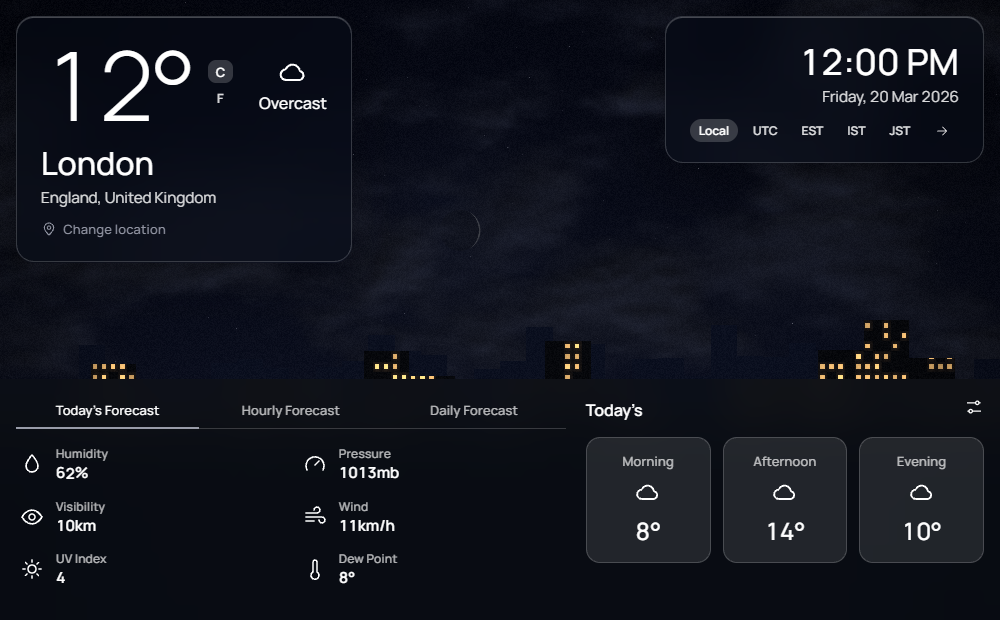 12°
C
F
Overcast
London
England, United Kingdom
Change location
12:00 PM
Friday, 20 Mar 2026
Local UTC EST IST JST
Today's Forecast Hourly Forecast Daily Forecast
Humidity
62%
Pressure
1013mb
Visibility
10km
Wind
11km/h
UV Index
4
Dew Point
8°
Today's
Morning
8°
Afternoon
14°
Evening
10°